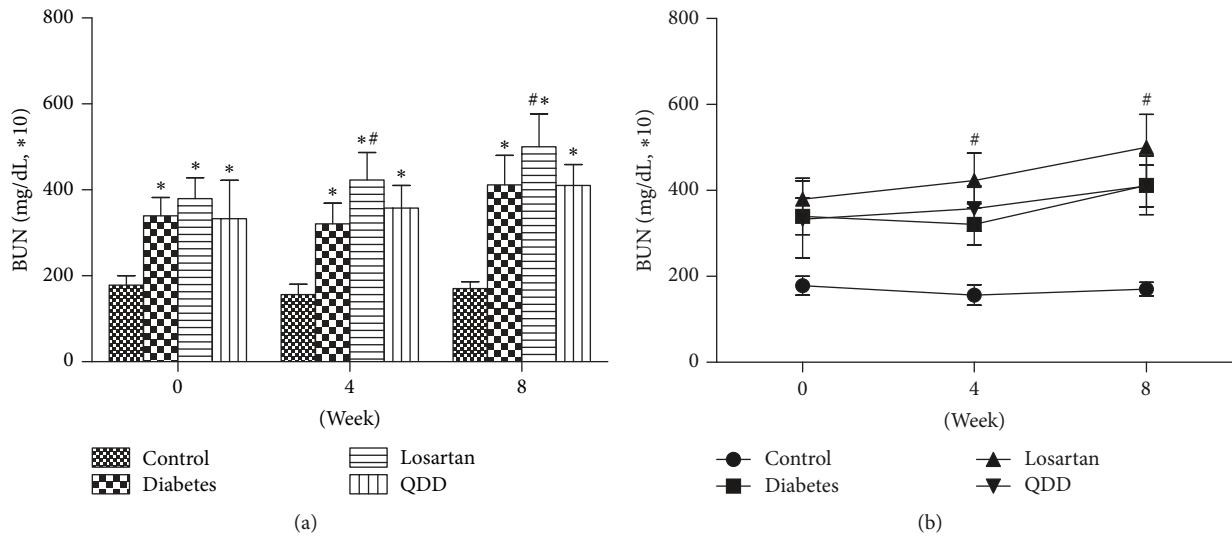 800
600
400
200
0
BUN (mg/dL, *10)
* * *
* *# *
* #* *
0 4 8
(Week)
Control
Diabetes
Losartan
QDD
(a)
800
600
400
200
0
BUN (mg/dL, *10)
# #
0 4 8
(Week)
Control
Diabetes
Losartan
QDD
(b)